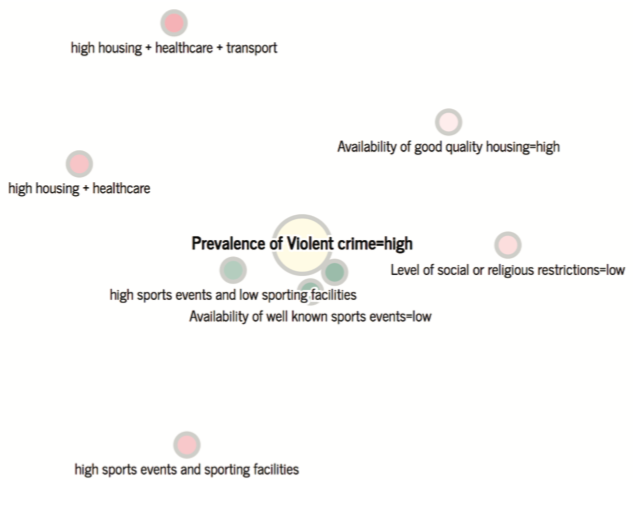 high housing + healthcare + transport
Availability of good quality housing=high
high housing + healthcare
Prevalence of Violent crime=high
Level of social or religious restrictions=low
high sports events and low sporting facilities
Availability of well known sports events=low
high sports events and sporting facilities